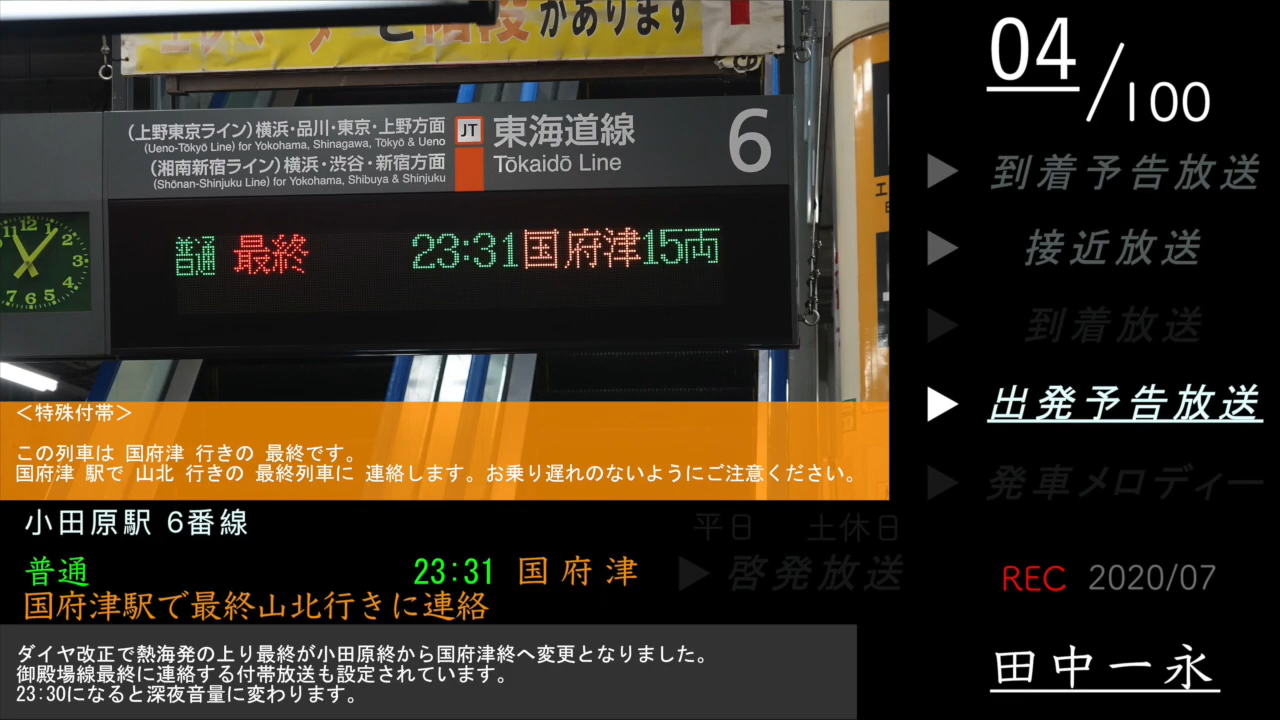 と階段があります
(上野東京ライン)横浜・品川・東京・上野方面
(Ueno-Tōkyō Line) for Yokohama, Shinagawa, Tōkyō & Ueno
(湘南新宿ライン)横浜・渋谷・新宿方面
(Shōnan-Shinjuku Line) for Yokohama, Shibuya & Shinjuku
JT 東海道線
Tōkaidō Line
6
11 12 1 2 3 4 5 6 7
普通 最終 23:31 国府津 15両
<特殊付帯>
この列車は 国府津 行きの 最終です。
国府津 駅で 山北 行きの 最終列車に 連絡します。お乗り遅れのないようにご注意ください。
小田原駅 6番線
普通 23:31 国府津
国府津駅で最終山北行きに連絡
ダイヤ改正で熱海発の上り最終が小田原終から国府津終へ変更となりました。
御殿場線最終に連絡する付帯放送も設定されています。
23:30になると深夜音量に変わります。
04/100
▶ 到着予告放送
▶ 接近放送
▶ 到着放送
▶ 出発予告放送
▶ 発車メロディー
平日 土休日
▶ 啓発放送
REC 2020/07
田中一永